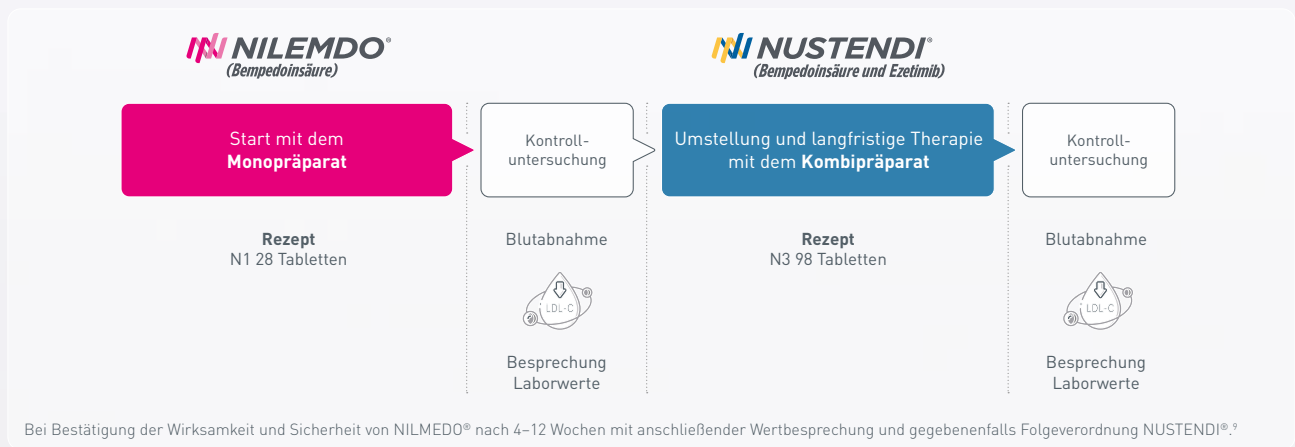 NILEMDO®
(Bempedoinsäure)
NUSTENDI®
(Bempedoinsäure und Ezetimib)
Start mit dem
Monopräparat
Kontroll-
untersuchung
Umstellung und langfristige Therapie
mit dem Kombipräparat
Kontroll-
untersuchung
Rezept
N1 28 Tabletten
Blutabnahme
LDL-C
Besprechung
Laborwerte
Rezept
N3 98 Tabletten
Blutabnahme
LDL-C
Besprechung
Laborwerte
Bei Bestätigung der Wirksamkeit und Sicherheit von NILMEDO® nach 4–12 Wochen mit anschließender Wertbesprechung und gegebenenfalls Folgeverordnung NUSTENDI®.⁹